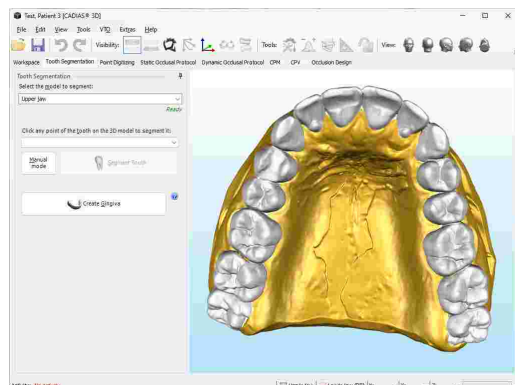 Test, Patient 3 [CADIAS® 3D]
File Edit View Tools VTO Extras Help
Visibility: Tools: View:
Workspace Tooth Segmentation Point Digitizing Static Occlusal Protocol Dynamic Occlusal Protocol CPM CPV Occlusion Design
Tooth Segmentation
Select the model to segment:
Upper jaw
Ready
Click any point of the tooth on the 3D model to segment it:
Manual mode
Segment Tooth
Create Gingiva